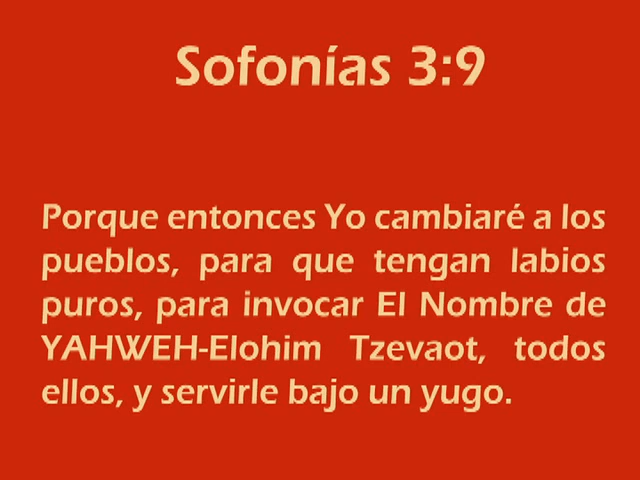 Sofonías 3:9
Porque entonces Yo cambiaré a los
pueblos, para que tengan labios
puros, para invocar El Nombre de
YAHWEH-Elohim Tzevaot, todos
ellos, y servirle bajo un yugo.